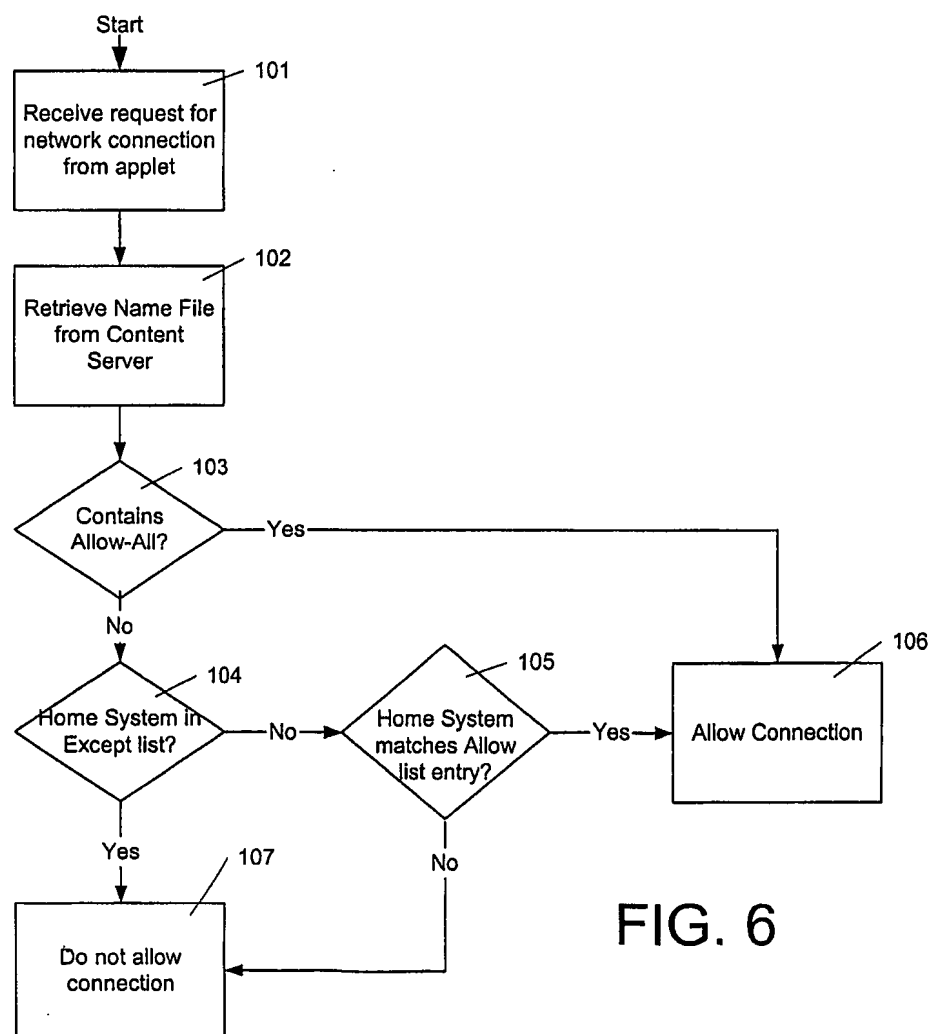 Start
101
Receive request for
network connection
from applet
102
Retrieve Name File
from Content
Server
103
Contains
Allow-All?
Yes
No
104
Home System in
Except list?
No
105
Home System
matches Allow
list entry?
Yes
106
Allow Connection
Yes
No
107
Do not allow
connection
FIG. 6